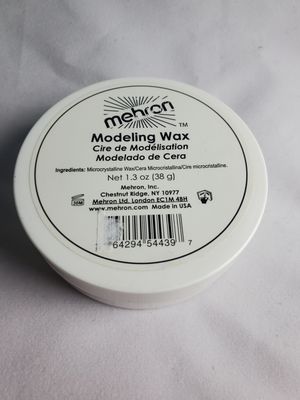 mehron
TM
Modeling Wax
Cire de Modélisation
Modelado de Cera
Ingredients: Microcrystalline Wax/Cera Microcristalina/Cire microcristalline.
Net 1.3 oz (38 g)
Mehron, Inc.
Chestnut Ridge, NY 10977
Mehron Ltd. London EC1M 4BH
www.mehron.com Made in USA
64294 54439 7